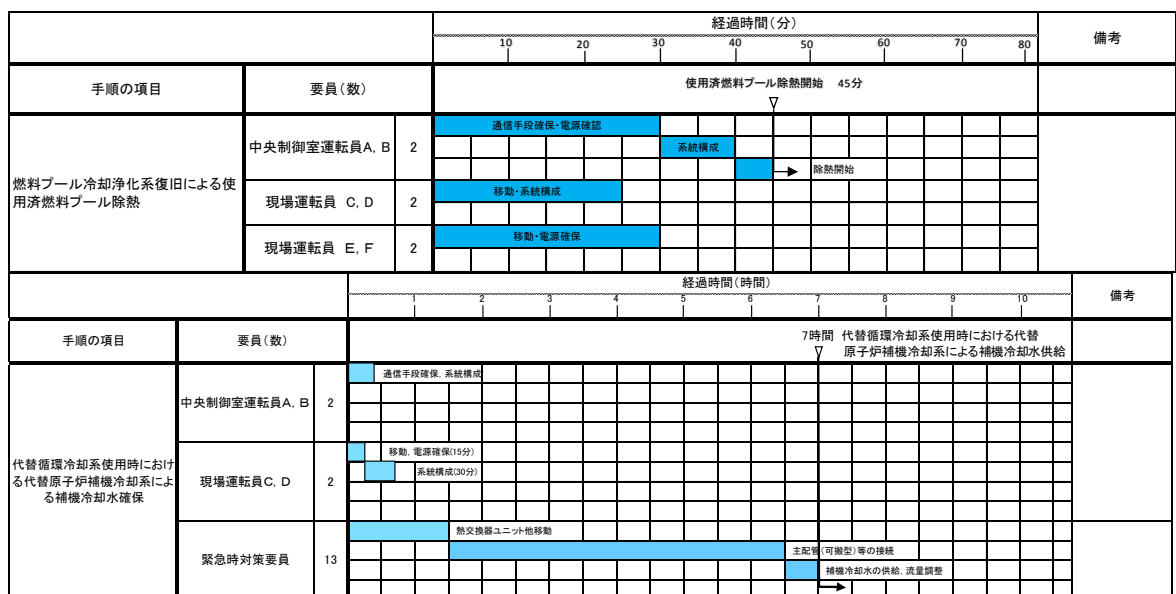 経過時間(分)
備考
10 20 30 40 50 60 70 80
手順の項目
要員(数)
使用済燃料プール除熱開始 45分
燃料プール冷却浄化系復旧による使
用済燃料プール除熱
中央制御室運転員A, B 2
通信手段確保・電源確認
系統構成
除熱開始
現場運転員 C, D 2
移動・系統構成
現場運転員 E, F 2
移動・電源確保
経過時間(時間)
備考
1 2 3 4 5 6 7 8 9 10
手順の項目
要員(数)
7時間 代替循環冷却系使用時における代替
原子炉補機冷却系による補機冷却水供給
代替循環冷却系使用時におけ
る代替原子炉補機冷却系によ
る補機冷却水確保
中央制御室運転員A, B 2
通信手段確保, 系統構成
現場運転員C, D 2
移動, 電源確保(15分)
系統構成(30分)
緊急時対策要員 13
熱交換器ユニット他移動
主配管(可搬型)等の接続
補機冷却水の供給, 流量調整